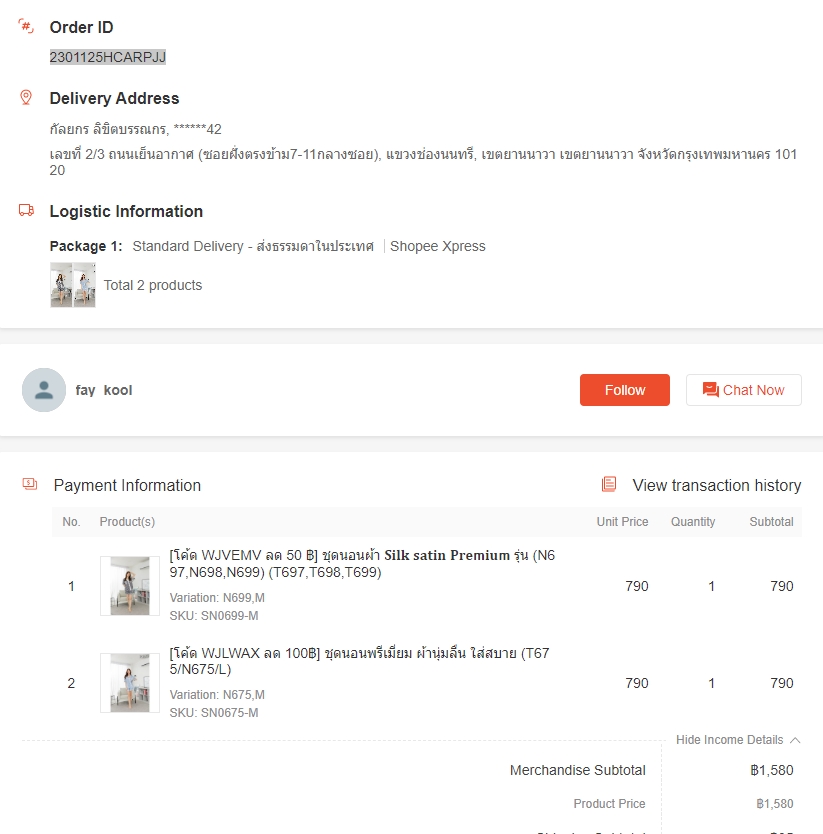 Order ID
2301125HCARPJJ
Delivery Address
กัลยกร ลิขิตบรรณกร, ******42
เลขที่ 2/3 ถนนเย็นอากาศ (ซอยฝั่งตรงข้าม7-11กลางซอย), แขวงช่องนนทรี, เขตยานนาวา เขตยานนาวา จังหวัดกรุงเทพมหานคร 101
20
Logistic Information
Package 1: Standard Delivery - ส่งธรรมดาในประเทศ Shopee Xpress
Total 2 products
fay kool
Follow
Chat Now
Payment Information
View transaction history
No. Product(s) Unit Price Quantity Subtotal
[โค้ด WJVEMV ลด 50 ฿] ชุดนอนผ้า Silk satin Premium รุ่น (N6
97,N698,N699) (T697,T698,T699)
1 790 1 790
Variation: N699,M
SKU: SN0699-M
[โค้ด WJLWAX ลด 100฿] ชุดนอนพรีเมี่ยม ผ้านุ่มลื่น ใส่สบาย (T67
5/N675/L)
2 790 1 790
Variation: N675,M
SKU: SN0675-M
Hide Income Details
Merchandise Subtotal ฿1,580
Product Price ฿1,580